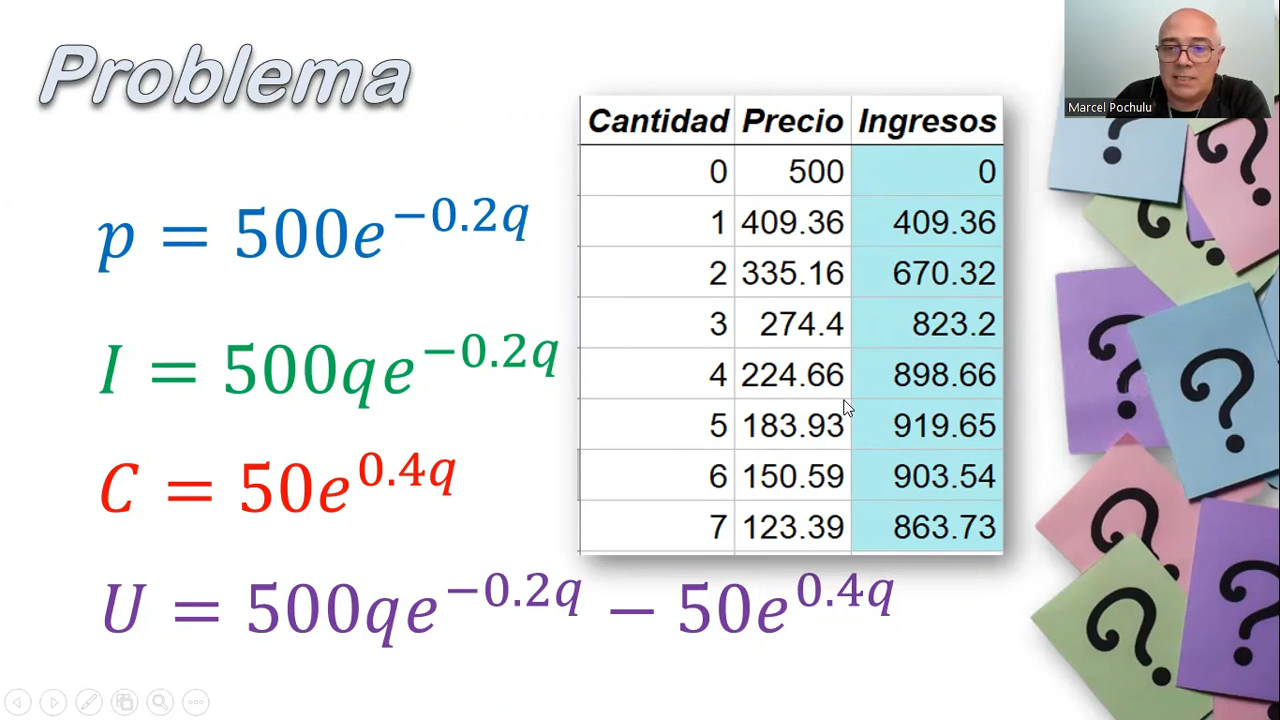 Problema
Marcel Pochulu
p = 500e^{-0.2q}
I = 500qe^{-0.2q}
C = 50e^{0.4q}
U = 500qe^{-0.2q} − 50e^{0.4q}
Cantidad Precio Ingresos
0 500 0
1 409.36 409.36
2 335.16 670.32
3 274.4 823.2
4 224.66 898.66
5 183.93 919.65
6 150.59 903.54
7 123.39 863.73
?
?
?
?
?
?
?
?